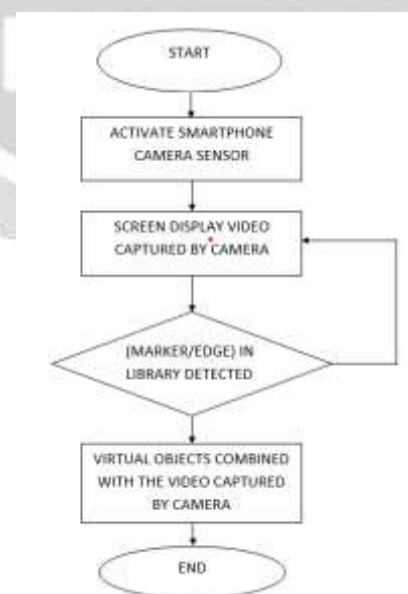 START
ACTIVATE SMARTPHONE
CAMERA SENSOR
SCREEN DISPLAY VIDEO
CAPTURED BY CAMERA
(MARKER/EDGE) IN
LIBRARY DETECTED
VIRTUAL OBJECTS COMBINED
WITH THE VIDEO CAPTURED
BY CAMERA
END